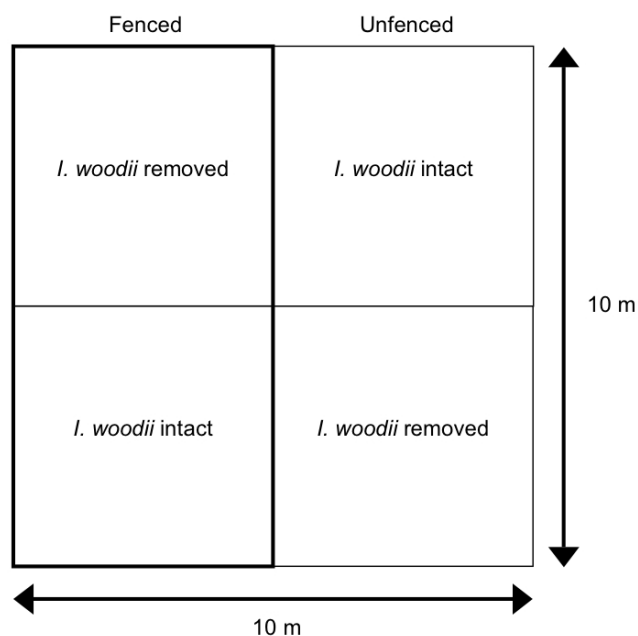 Fenced
Unfenced
I. woodii removed
I. woodii intact
10 m
I. woodii intact
I. woodii removed
10 m